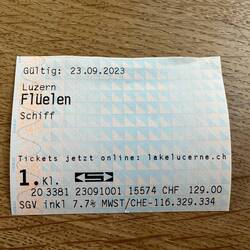 Gültig: 23.09.2023
Luzern
Flüelen
Schiff
Tickets jetzt online: lakelucerne.ch
1. Kl.
20 3381 23091001 15574 CHF 129.00
SGV inkl 7.7% MWST/CHE-116.329.334